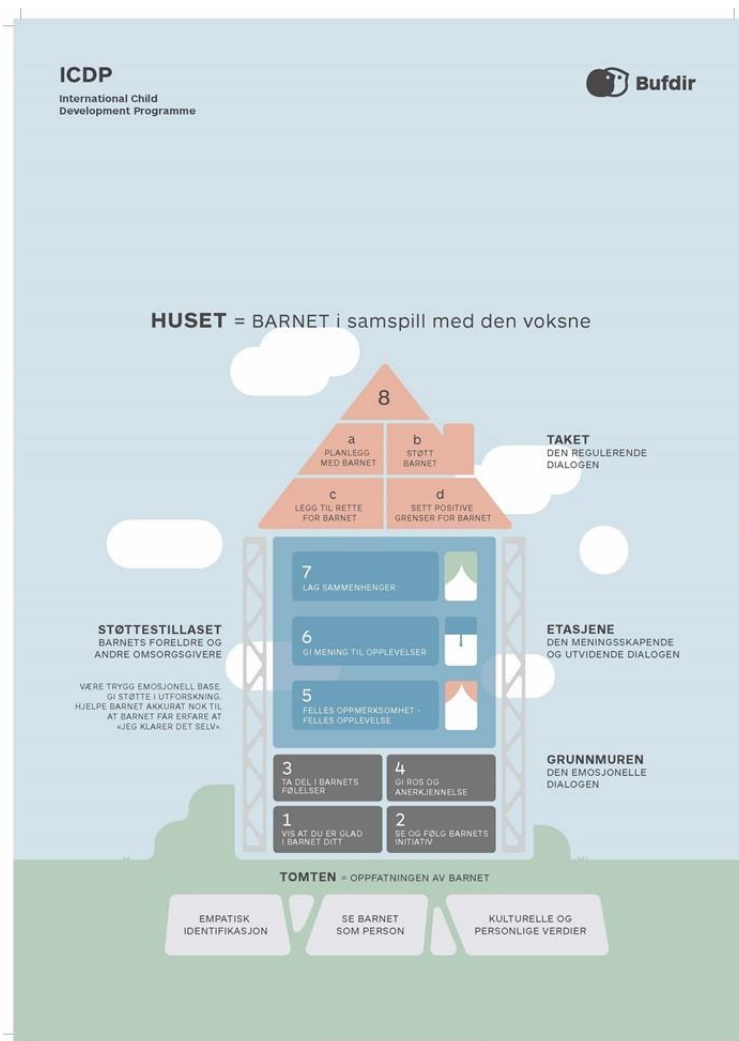 ICDP
International Child
Development Programme
Bufdir
HUSET = BARNET i samspill med den voksne
8
a
PLANLEGG
MED BARNET
b
STØTT
BARNET
c
LEGG TIL RETTE
FOR BARNET
d
SETT POSITIVE
GRENSER FOR BARNET
TAKET
DEN REGULERENDE
DIALOGEN
7
LAG SAMMENHENGER
6
GI MENING TIL OPPLEVELSER
5
FELLES OPPMERKSOMHET -
FELLES OPPLEVELSE
STØTTESTILLASET
BARNETS FORELDRE OG
ANDRE OMSORGSGIVERE
VÆRE TRYGG EMOSJONELL BASE.
GI STØTTE I UTFORSKNING.
HJELPE BARNET AKKURAT NOK TIL
AT BARNET FÅR ERFARE AT
«JEG KLARER DET SELV».
ETASJENE
DEN MENINGSSKAPENDE
OG UTVIDENDE DIALOGEN
3
TA DEL I BARNETS
FØLELSER
4
GI ROS OG
ANERKJENNELSE
1
VIS AT DU ER GLAD
I BARNET DITT
2
SE OG FØLG BARNETS
INITIATIV
GRUNNMUREN
DEN EMOSJONELLE
DIALOGEN
TOMTEN = OPPFATNINGEN AV BARNET
EMPATISK
IDENTIFIKASJON
SE BARNET
SOM PERSON
KULTURELLE OG
PERSONLIGE VERDIER